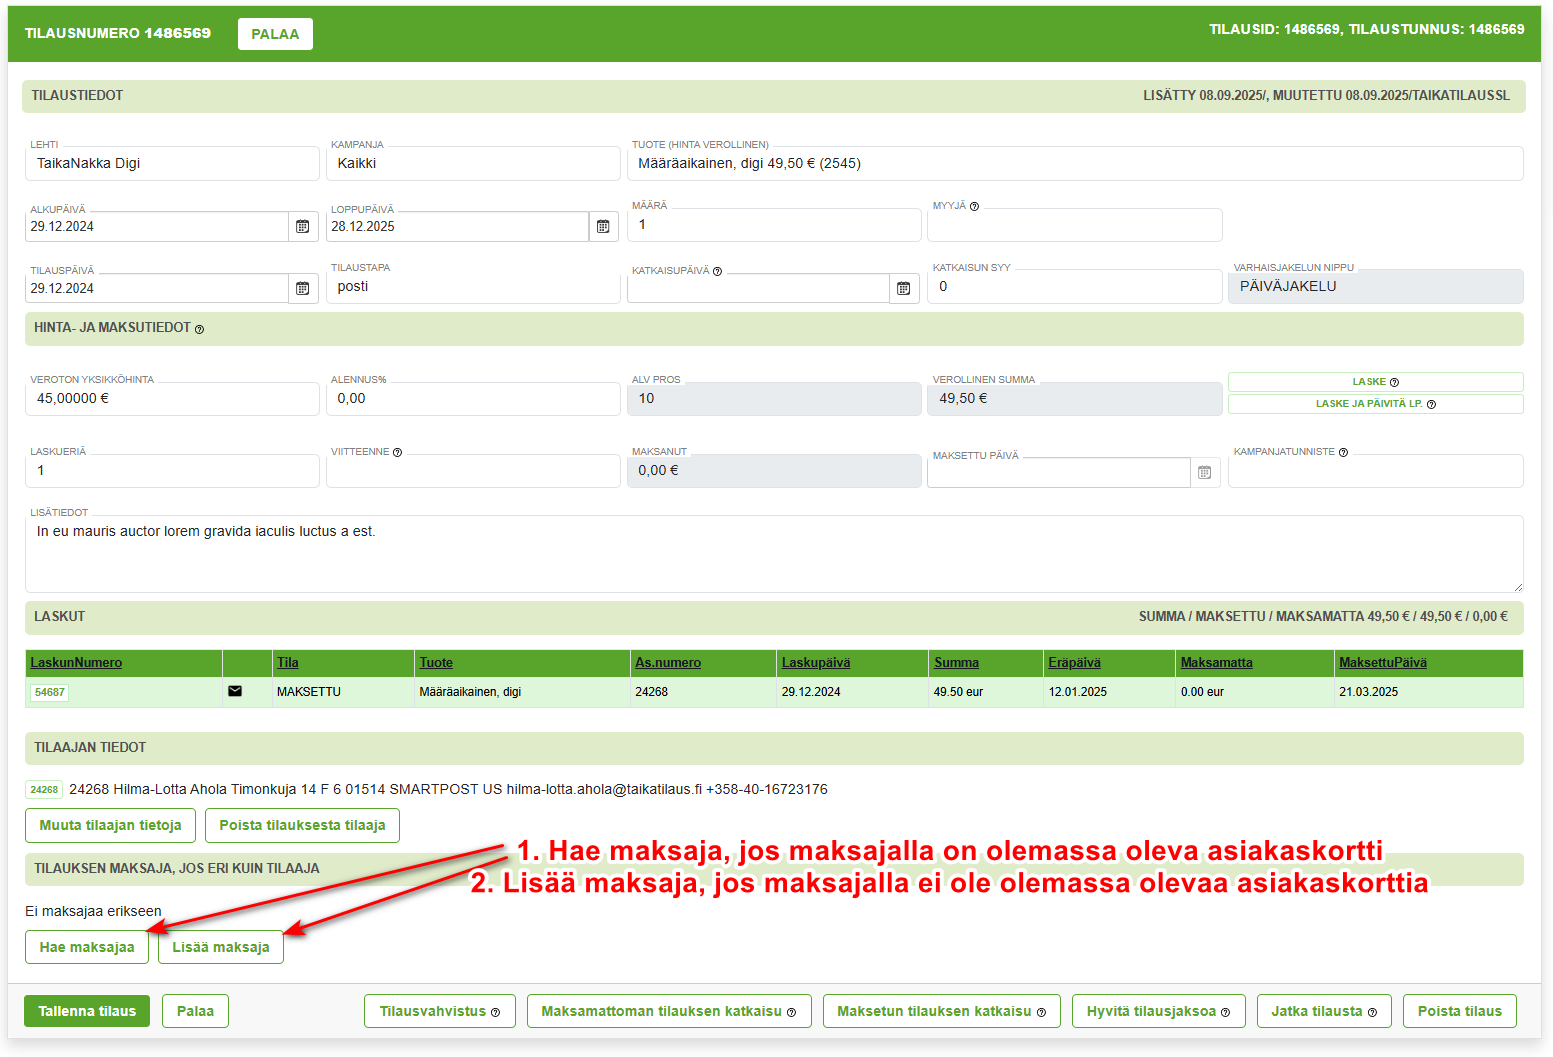 TILAUSNUMERO 1486569 PALAA TILAUSID: 1486569, TILAUSTUNNUS: 1486569
TILAUSTIEDOT LISÄTTY 08.09.2025/, MUUTETTU 08.09.2025/TAIKATILAUSSL
LEHTI KAMPANJA TUOTE (HINTA VEROLLINEN)
TaikaNakka Digi Kaikki Määräaikainen, digi 49,50 € (2545)
ALKUPÄIVÄ LOPPUPÄIVÄ MÄÄRÄ MYYJÄ
29.12.2024 28.12.2025 1
TILAUSPÄIVÄ TILAUSTAPA KATKAISUPÄIVÄ KATKAISUN SYY VARHAISJAKELUN NIPPU
29.12.2024 posti 0 PÄIVÄJAKELU
HINTA- JA MAKSUTIEDOT
VEROTON YKSIKKÖHINTA ALENNUS% ALV PROS VEROLLINEN SUMMA LASKE
45,00000 € 0,00 10 49,50 € LASKE JA PÄIVITÄ LP.
LASKUERIÄ VIITTEENNE MAKSANUT MAKSETTU PÄIVÄ KAMPANJATUNNISTE
1 0,00 €
LISÄTIEDOT
In eu mauris auctor lorem gravida iaculis luctus a est.
LASKUT SUMMA / MAKSETTU / MAKSAMATTA 49,50 € / 49,50 € / 0,00 €
LaskunNumero Tila Tuote As.numero Laskupäivä Summa Eräpäivä Maksamatta MaksettuPäivä
54687 MAKSETTU Määräaikainen, digi 24268 29.12.2024 49.50 eur 12.01.2025 0.00 eur 21.03.2025
TILAAJAN TIEDOT
24268 24268 Hilma-Lotta Ahola Timonkuja 14 F 6 01514 SMARTPOST US hilma-lotta.ahola@taikatilaus.fi +358-40-16723176
Muuta tilaajan tietoja Poista tilauksesta tilaaja
1. Hae maksaja, jos maksajalla on olemassa oleva asiakaskortti
TILAUKSEN MAKSAJA, JOS ERI KUIN TILAAJA
2. Lisää maksaja, jos maksajalla ei ole olemassa olevaa asiakaskorttia
Ei maksajaa erikseen
Hae maksajaa Lisää maksaja
Tallenna tilaus Palaa Tilausvahvistus Maksamattoman tilauksen katkaisu Maksetun tilauksen katkaisu Hyvitä tilausjaksoa Jatka tilausta Poista tilaus